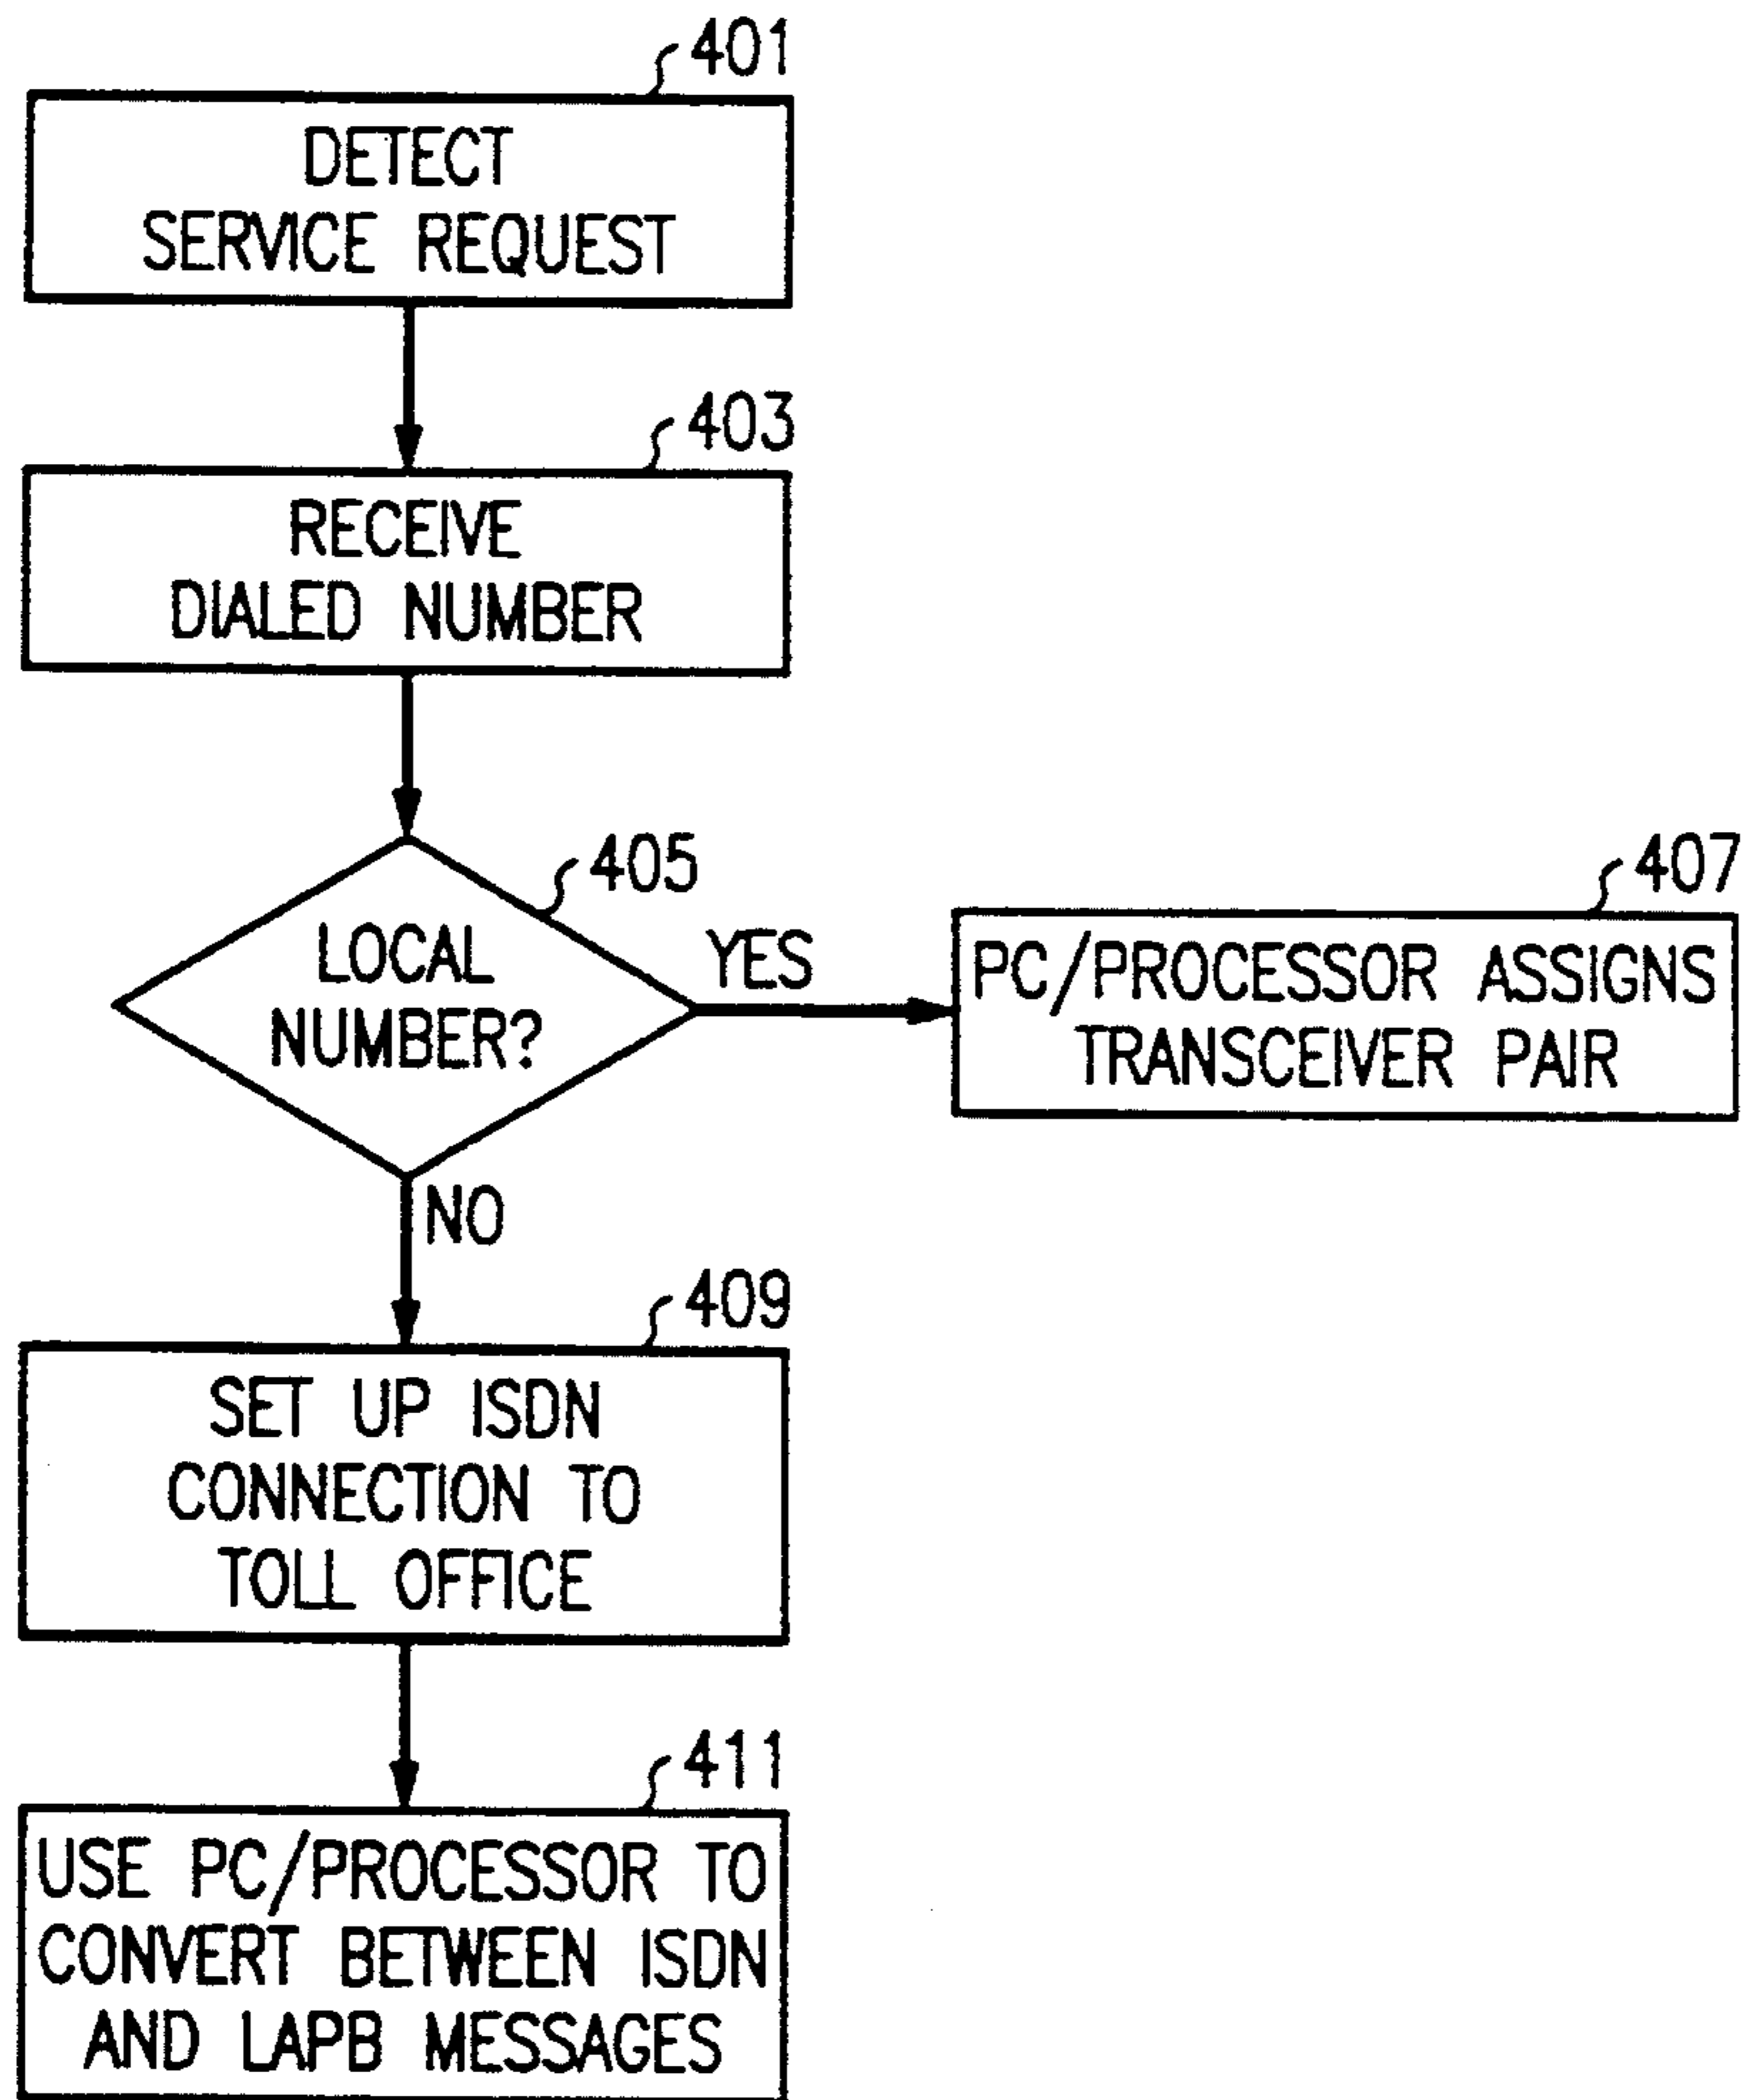 401
DETECT
SERVICE REQUEST
403
RECEIVE
DIALED NUMBER
405
LOCAL
NUMBER?
YES
407
PC/PROCESSOR ASSIGNS
TRANSCEIVER PAIR
NO
409
SET UP ISDN
CONNECTION TO
TOLL OFFICE
411
USE PC/PROCESSOR TO
CONVERT BETWEEN ISDN
AND LAPB MESSAGES